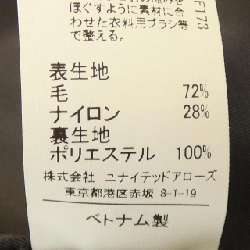 ほぐすように素材に合
わせた衣料用ブラシ等
で整える。
表生地
毛 72%
ナイロン 28%
裏生地
ポリエステル 100%
株式会社 ユナイテッドアローズ
東京都港区赤坂 8-1-19
ベトナム製